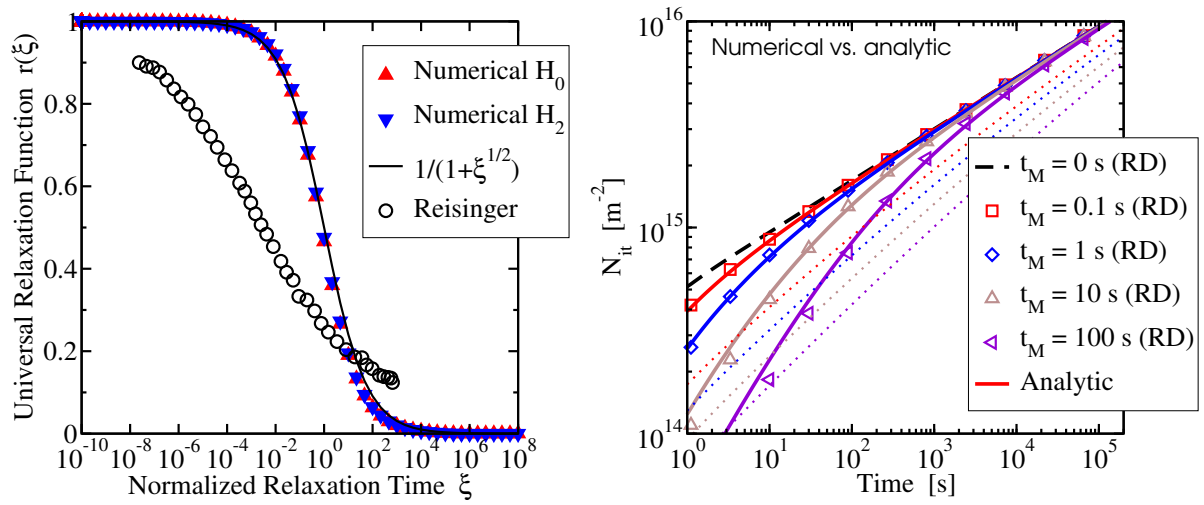 Universal Relaxation Function r(ξ)
1
0.8
0.6
0.4
0.2
0
10^-10 10^-8 10^-6 10^-4 10^-2 10^0 10^2 10^4 10^6 10^8
Normalized Relaxation Time ξ
Numerical H_0
Numerical H_2
1/(1+ξ^1/2)
Reisinger
Numerical vs. analytic
N_it [m^-2]
10^16
10^15
10^14
10^0 10^1 10^2 10^3 10^4 10^5
Time [s]
t_M = 0 s (RD)
t_M = 0.1 s (RD)
t_M = 1 s (RD)
t_M = 10 s (RD)
t_M = 100 s (RD)
Analytic